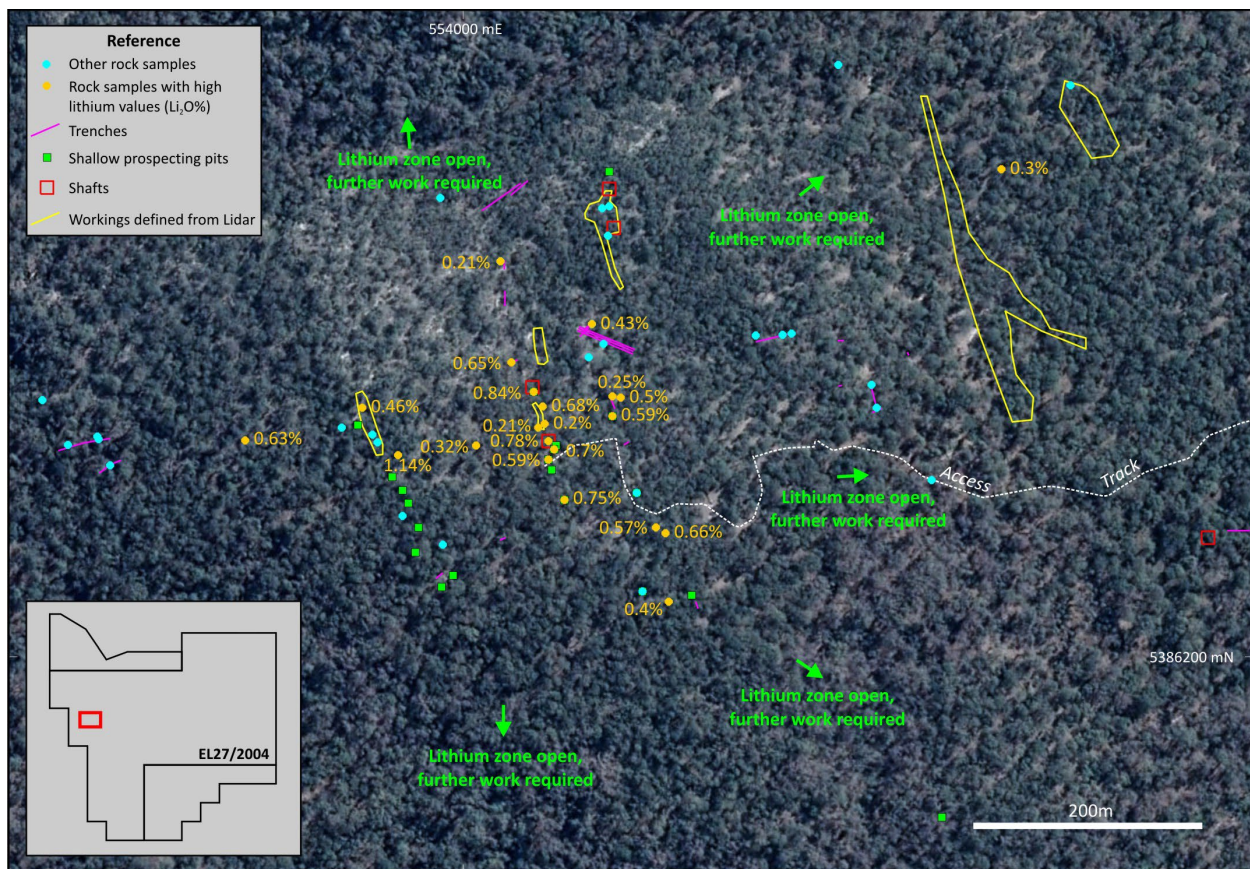 554000 mE
Reference
Other rock samples
Rock samples with high
lithium values (Li₂O%)
Trenches
Shallow prospecting pits
Shafts
Workings defined from Lidar
Lithium zone open,
further work required
Lithium zone open,
further work required
0.3%
0.21%
0.43%
0.65%
0.84%
0.25%
0.5%
0.68%
0.59%
0.46%
0.21%
0.2%
0.63%
0.32%
0.78%
0.7%
1.14%
0.59%
0.75%
Access
Track
Lithium zone open,
further work required
0.57%
0.66%
0.4%
5386200 mN
Lithium zone open,
further work required
Lithium zone open,
further work required
EL27/2004
200m